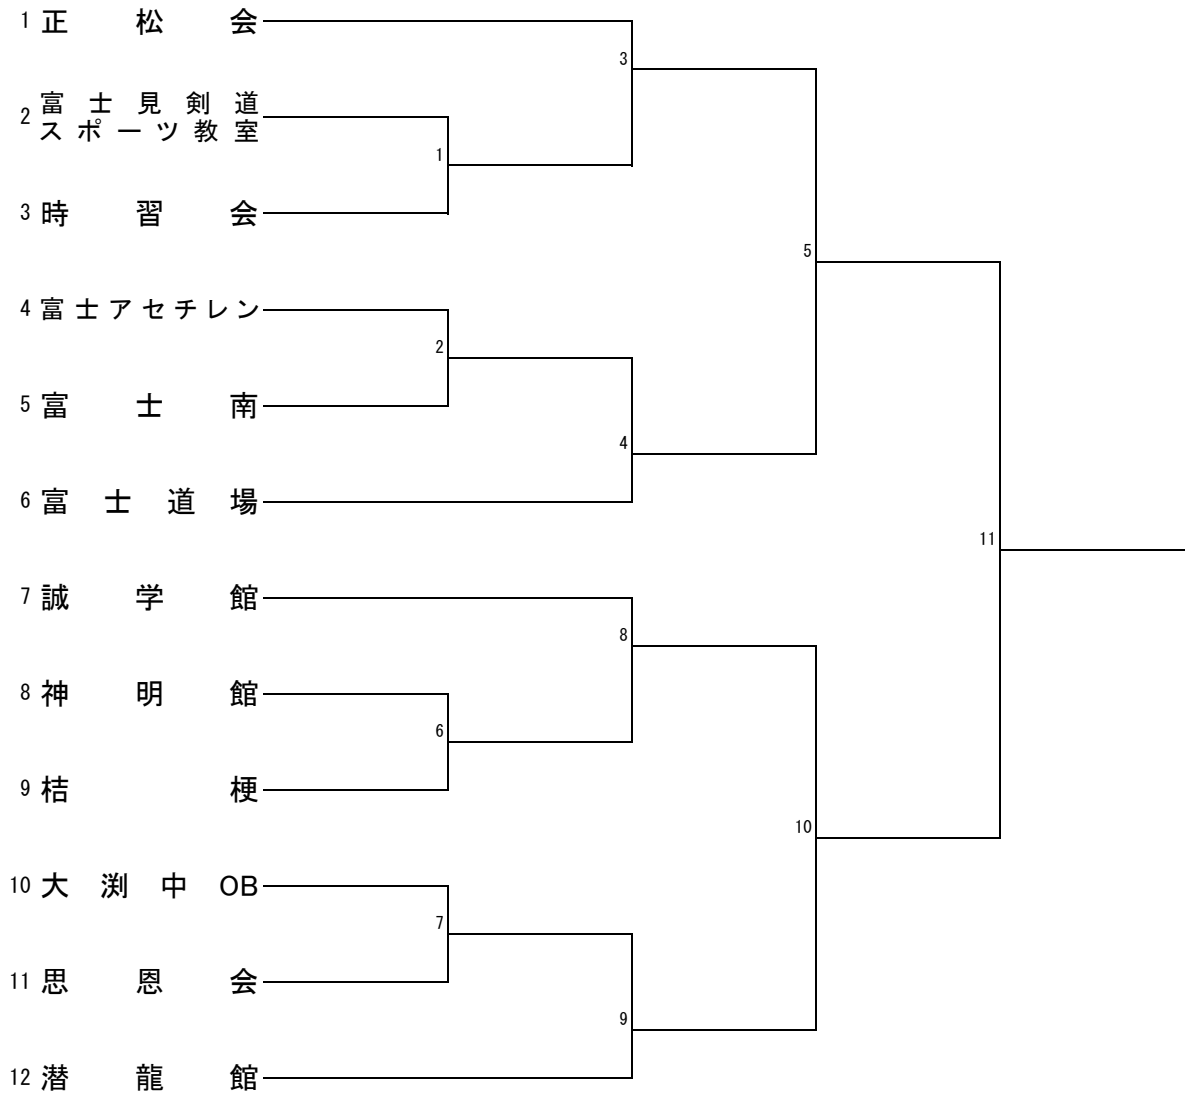 1 正松会
3
2 富士見剣道
スポーツ教室
1
3 時習会
5
4 富士アセチレン
2
5 富士南
4
6 富士道場
11
7 誠学館
8
8 神明館
6
9 桔梗
10
10 大渕中OB
7
11 思恩会
9
12 潜龍館